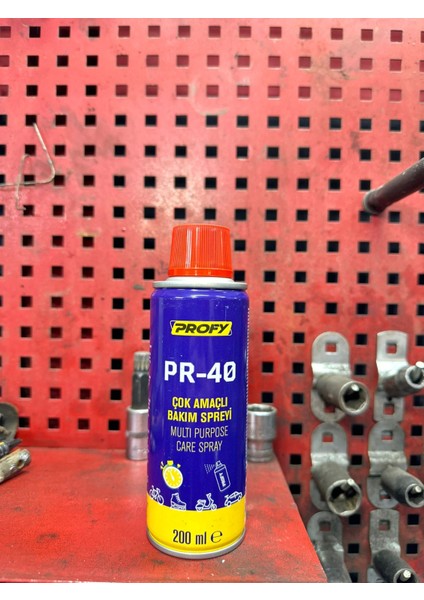 PROFY
PR-40
ÇOK AMAÇLI
BAKIM SPREYİ
MULTI PURPOSE
CARE SPRAY
200 ml ℮